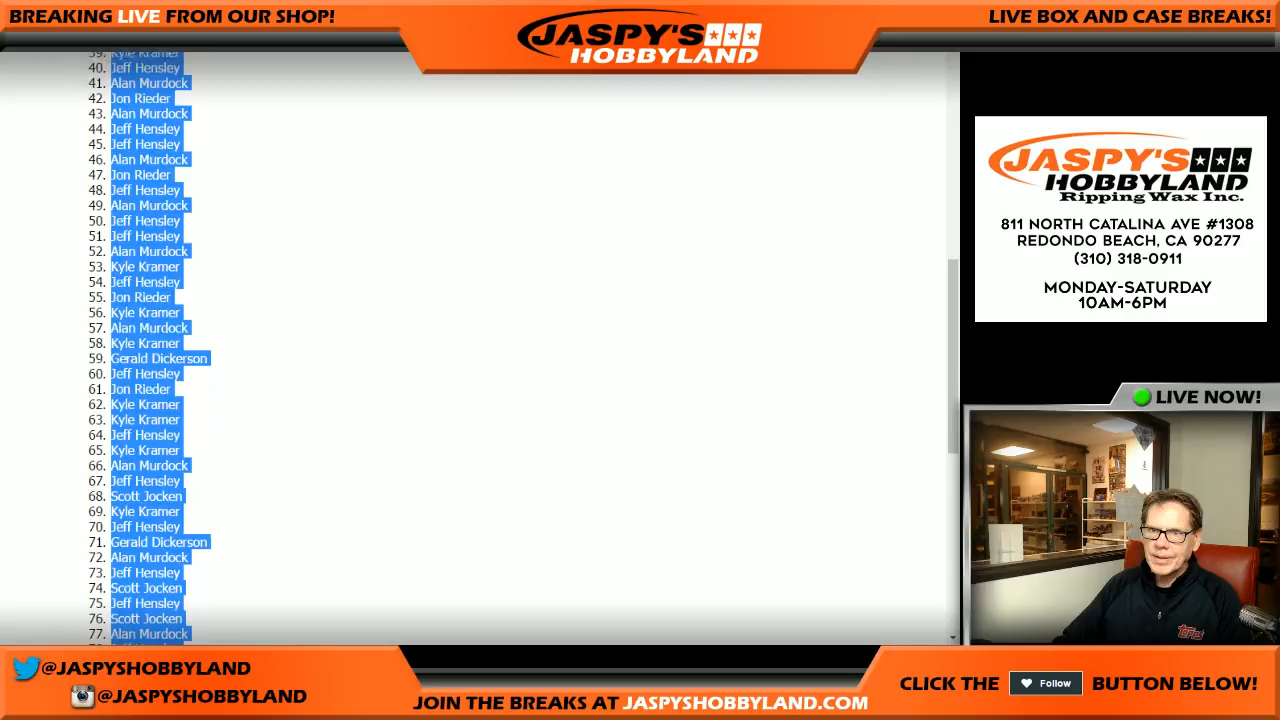 BREAKING LIVE FROM OUR SHOP!
JASPY'S
HOBBYLAND
LIVE BOX AND CASE BREAKS!
39. Kyle Kramer
40. Jeff Hensley
41. Alan Murdock
42. Jon Rieder
43. Alan Murdock
44. Jeff Hensley
45. Jeff Hensley
46. Alan Murdock
47. Jon Rieder
48. Jeff Hensley
49. Alan Murdock
50. Jeff Hensley
51. Jeff Hensley
52. Alan Murdock
53. Kyle Kramer
54. Jeff Hensley
55. Jon Rieder
56. Kyle Kramer
57. Alan Murdock
58. Kyle Kramer
59. Gerald Dickerson
60. Jeff Hensley
61. Jon Rieder
62. Kyle Kramer
63. Kyle Kramer
64. Jeff Hensley
65. Kyle Kramer
66. Alan Murdock
67. Jeff Hensley
68. Scott Jocken
69. Kyle Kramer
70. Jeff Hensley
71. Gerald Dickerson
72. Alan Murdock
73. Jeff Hensley
74. Scott Jocken
75. Jeff Hensley
76. Scott Jocken
77. Alan Murdock
JASPY'S
HOBBYLAND
Ripping Wax Inc.
811 NORTH CATALINA AVE #1308
REDONDO BEACH, CA 90277
(310) 318-0911
MONDAY-SATURDAY
10AM-6PM
LIVE NOW!
TOPPS
@JASPYSHOBBYLAND
@JASPYSHOBBYLAND
JOIN THE BREAKS AT JASPYSHOBBYLAND.COM
CLICK THE Follow BUTTON BELOW!